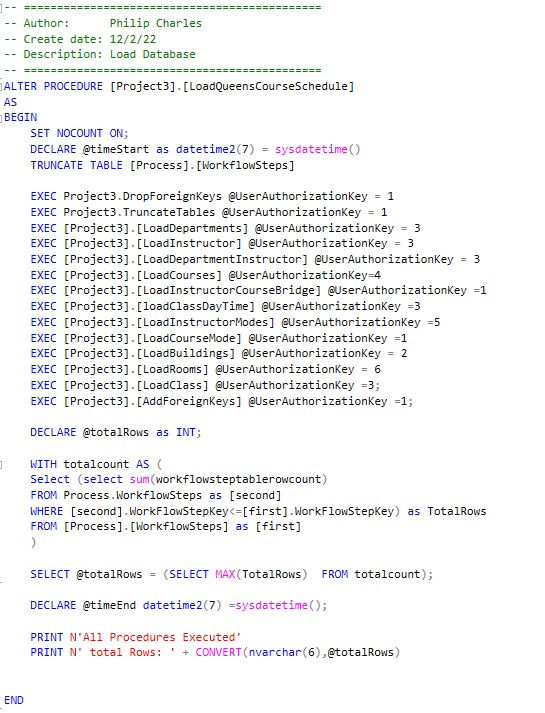 -- =============================================
-- Author:      Philip Charles
-- Create date: 12/2/22
-- Description: Load Database
-- =============================================
ALTER PROCEDURE [Project3].[LoadQueensCourseSchedule]
AS
BEGIN
    SET NOCOUNT ON;
    DECLARE @timeStart as datetime2(7) = sysdatetime()
    TRUNCATE TABLE [Process].[WorkflowSteps]
    EXEC Project3.DropForeignKeys @UserAuthorizationKey = 1
    EXEC Project3.TruncateTables @UserAuthorizationKey = 1
    EXEC [Project3].[LoadDepartments] @UserAuthorizationKey = 3
    EXEC [Project3].[LoadInstructor] @UserAuthorizationKey = 3
    EXEC [Project3].[LoadDepartmentInstructor] @UserAuthorizationKey = 3
    EXEC [Project3].[LoadCourses] @UserAuthorizationKey=4
    EXEC [Project3].[LoadInstructorCourseBridge] @UserAuthorizationKey =1
    EXEC [Project3].[loadClassDayTime] @UserAuthorizationKey =3
    EXEC [Project3].[LoadInstructorModes] @UserAuthorizationKey =5
    EXEC [Project3].[LoadCourseMode] @UserAuthorizationKey =1
    EXEC [Project3].[LoadBuildings] @UserAuthorizationKey = 2
    EXEC [Project3].[LoadRooms] @UserAuthorizationKey = 6
    EXEC [Project3].[LoadClass] @UserAuthorizationKey =3;
    EXEC [Project3].[AddForeignKeys] @UserAuthorizationKey =1;
    DECLARE @totalRows as INT;
    WITH totalcount AS (
    Select (select sum(workflowsteptablerowcount)
    FROM Process.WorkflowSteps as [second]
    WHERE [second].WorkFlowStepKey<=[first].WorkFlowStepKey) as TotalRows
    FROM [Process].[WorkflowSteps] as [first]
    )
    SELECT @totalRows = (SELECT MAX(TotalRows)  FROM totalcount);
    DECLARE @timeEnd datetime2(7) =sysdatetime();
    PRINT N'All Procedures Executed'
    PRINT N' total Rows: ' + CONVERT(nvarchar(6),@totalRows)
END